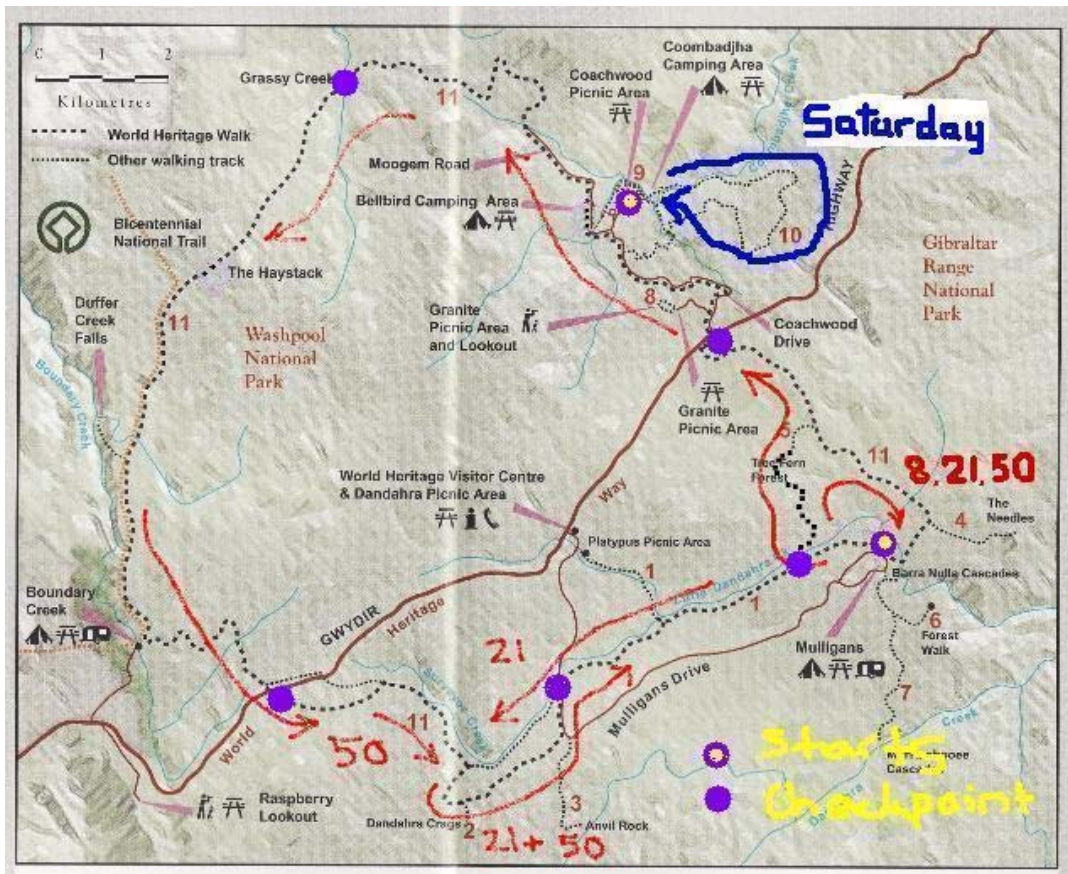 0 1 2
Kilometres
World Heritage Walk
Other walking track
Bicentennial
National Trail
Grassy Creek
11
Moogem Road
Coachwood
Picnic Area
Coombadjha
Camping Area
Coombadjha Creek
Saturday
HIGHWAY
9
10
Bellbird Camping Area
Gibraltar
Range
National
Park
The Haystack
Duffer
Creek
Falls
11
Washpool
National
Park
Boundary Creek
8
Granite
Picnic Area
and Lookout
Coachwood
Drive
Granite
Picnic Area
5
Tree Fern
Forest
11
8,21,50
The
Needles
4
World Heritage Visitor Centre
& Dandahra Picnic Area
Way
Platypus Picnic Area
1
Little Dandahra
1
Barra Nulla Cascades
Boundary
Creek
GWYDIR
Heritage
6
Forest
Walk
Mulligans
Mulligans Drive
7
21
World
50
11
Creek
Starts
Checkpoint
Raspberry
Lookout
Dandahra Crags
2
3
Anvil Rock
21+50